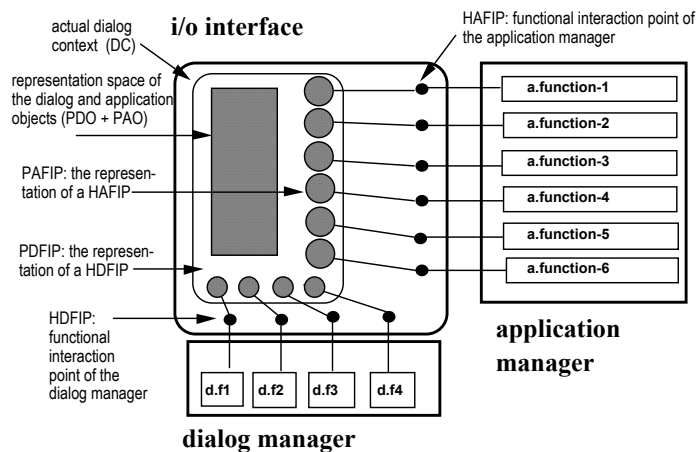 i/o interface
actual dialog
context (DC)
HAFIP: functional interaction point of
the application manager
representation space of
the dialog and application
objects (PDO + PAO)
PAFIP: the represen-
tation of a HAFIP
PDFIP: the represen-
tation of a HDFIP
HDFIP:
functional
interaction
point of the
dialog manager
a.function-1
a.function-2
a.function-3
a.function-4
a.function-5
a.function-6
application
manager
d.f1
d.f2
d.f3
d.f4
dialog manager